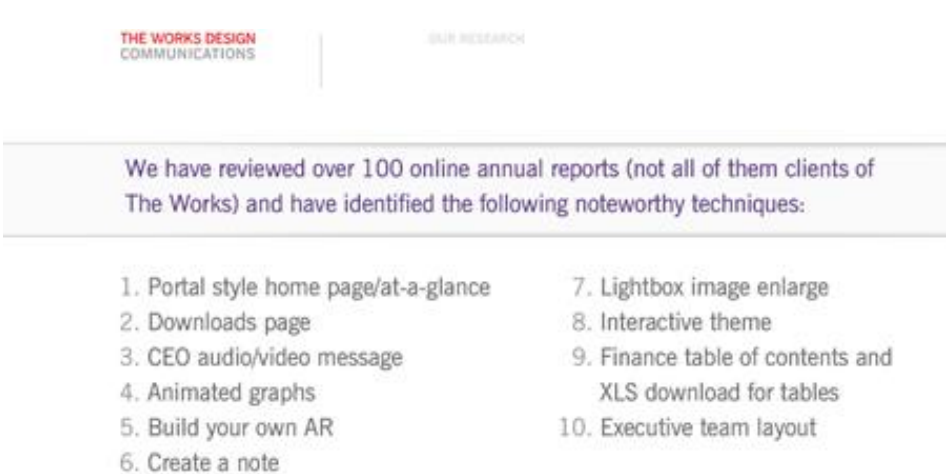 THE WORKS DESIGN
COMMUNICATIONS
OUR RESEARCH
We have reviewed over 100 online annual reports (not all of them clients of
The Works) and have identified the following noteworthy techniques:
1. Portal style home page/at-a-glance
2. Downloads page
3. CEO audio/video message
4. Animated graphs
5. Build your own AR
6. Create a note
7. Lightbox image enlarge
8. Interactive theme
9. Finance table of contents and
XLS download for tables
10. Executive team layout